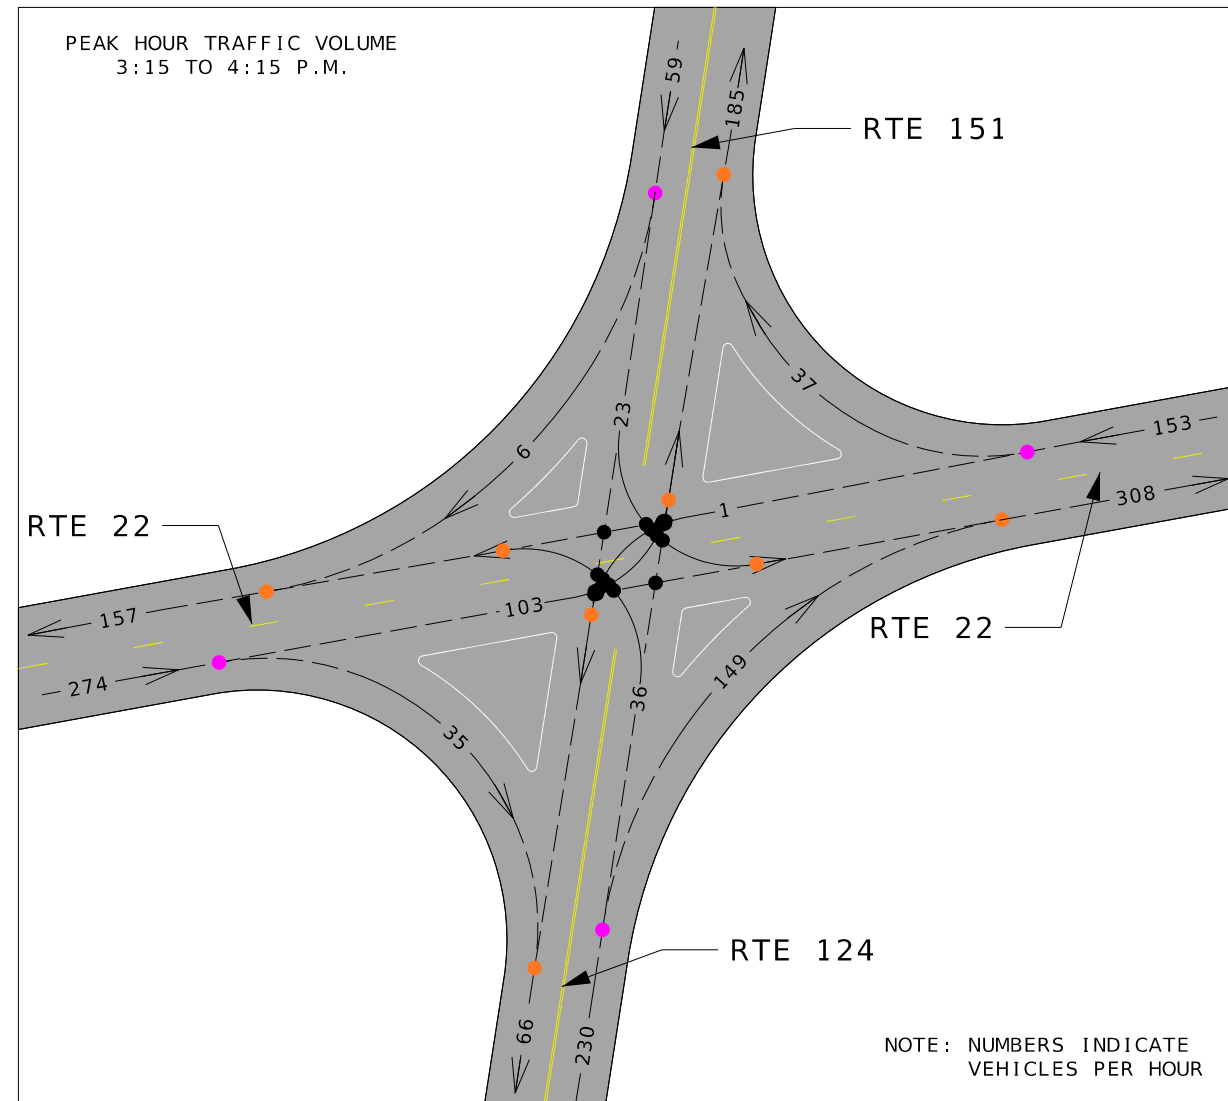 PEAK HOUR TRAFFIC VOLUME
3:15 TO 4:15 P.M.
59
185
RTE 151
37
23
153
6
308
1
RTE 22
103
157
RTE 22
149
274
36
35
RTE 124
66
230
NOTE: NUMBERS INDICATE
VEHICLES PER HOUR